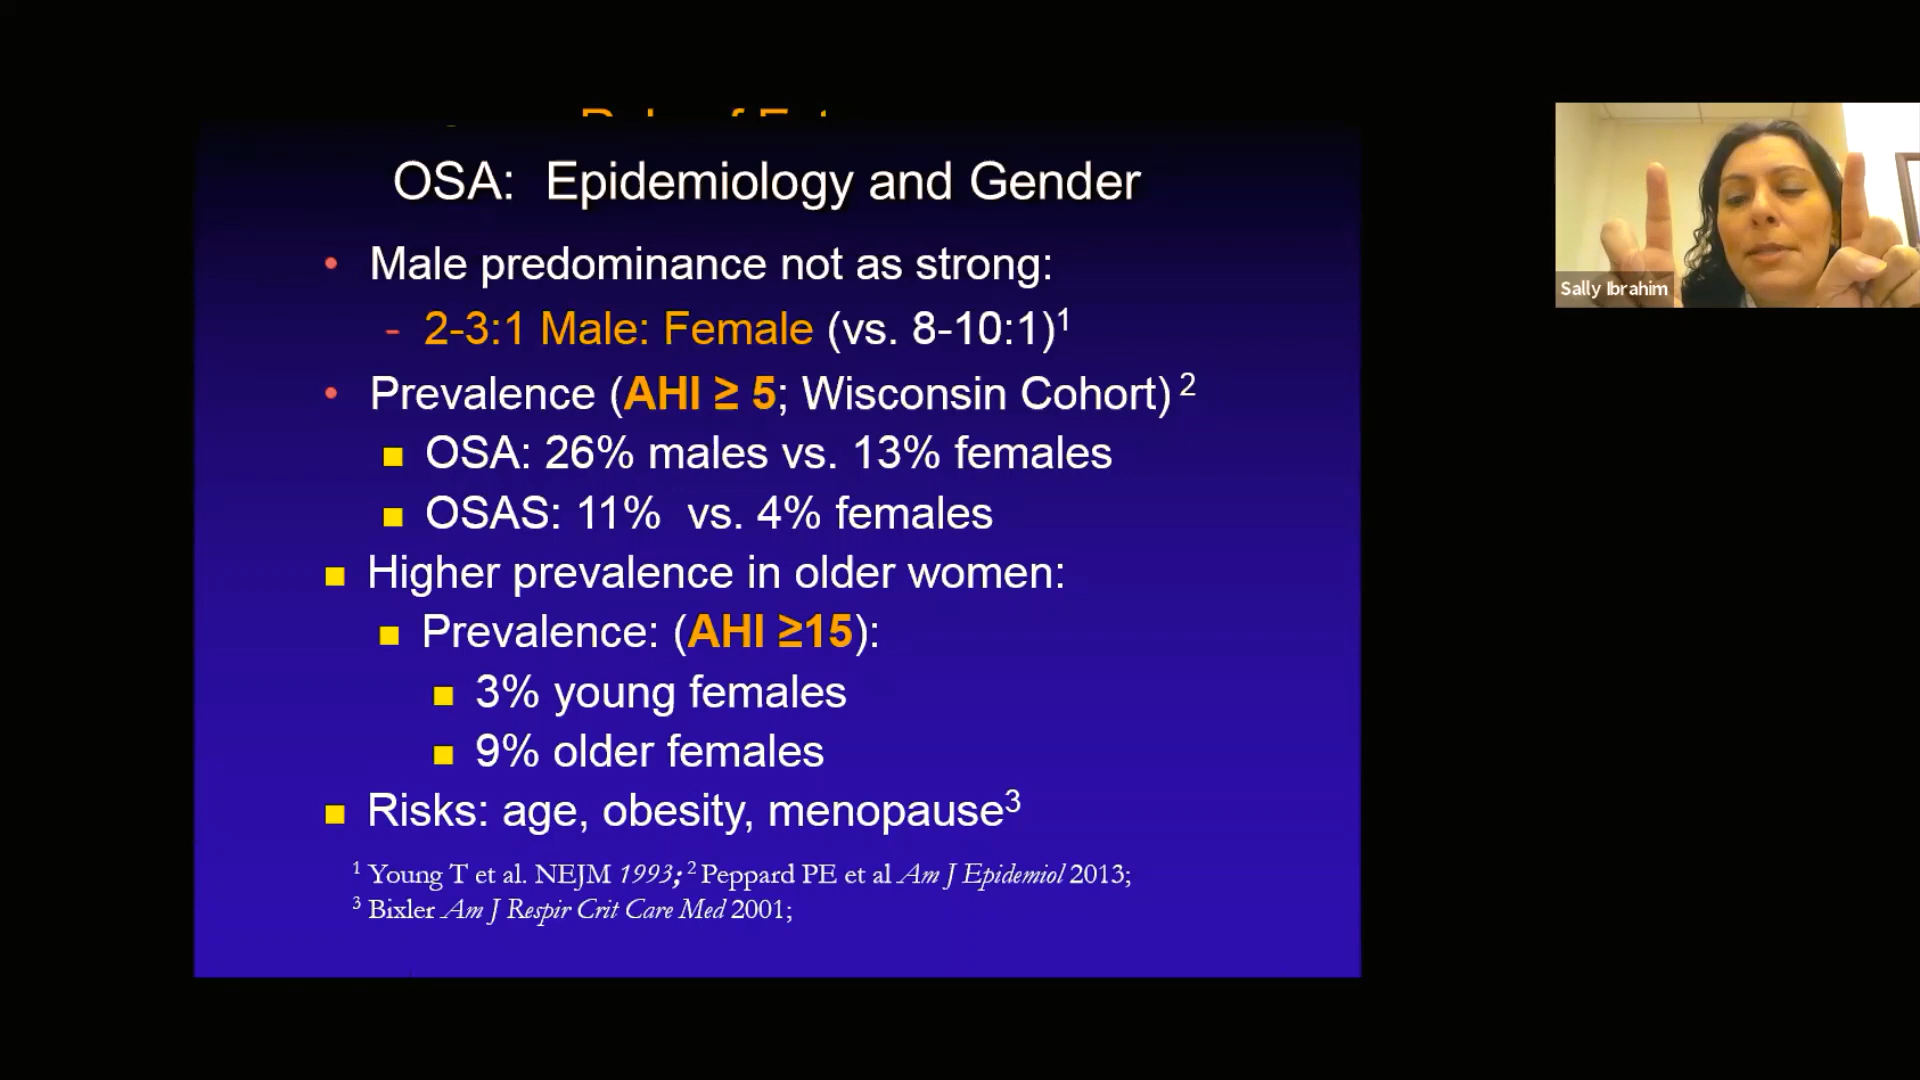 OSA: Epidemiology and Gender
• Male predominance not as strong:
- 2-3:1 Male: Female (vs. 8-10:1)1
• Prevalence (AHI ≥ 5; Wisconsin Cohort) 2
OSA: 26% males vs. 13% females
OSAS: 11% vs. 4% females
Higher prevalence in older women:
Prevalence: (AHI ≥15):
3% young females
9% older females
Risks: age, obesity, menopause3
1 Young T et al. NEJM 1993; 2 Peppard PE et al Am J Epidemiol 2013;
3 Bixler Am J Respir Crit Care Med 2001;
Sally Ibrahim